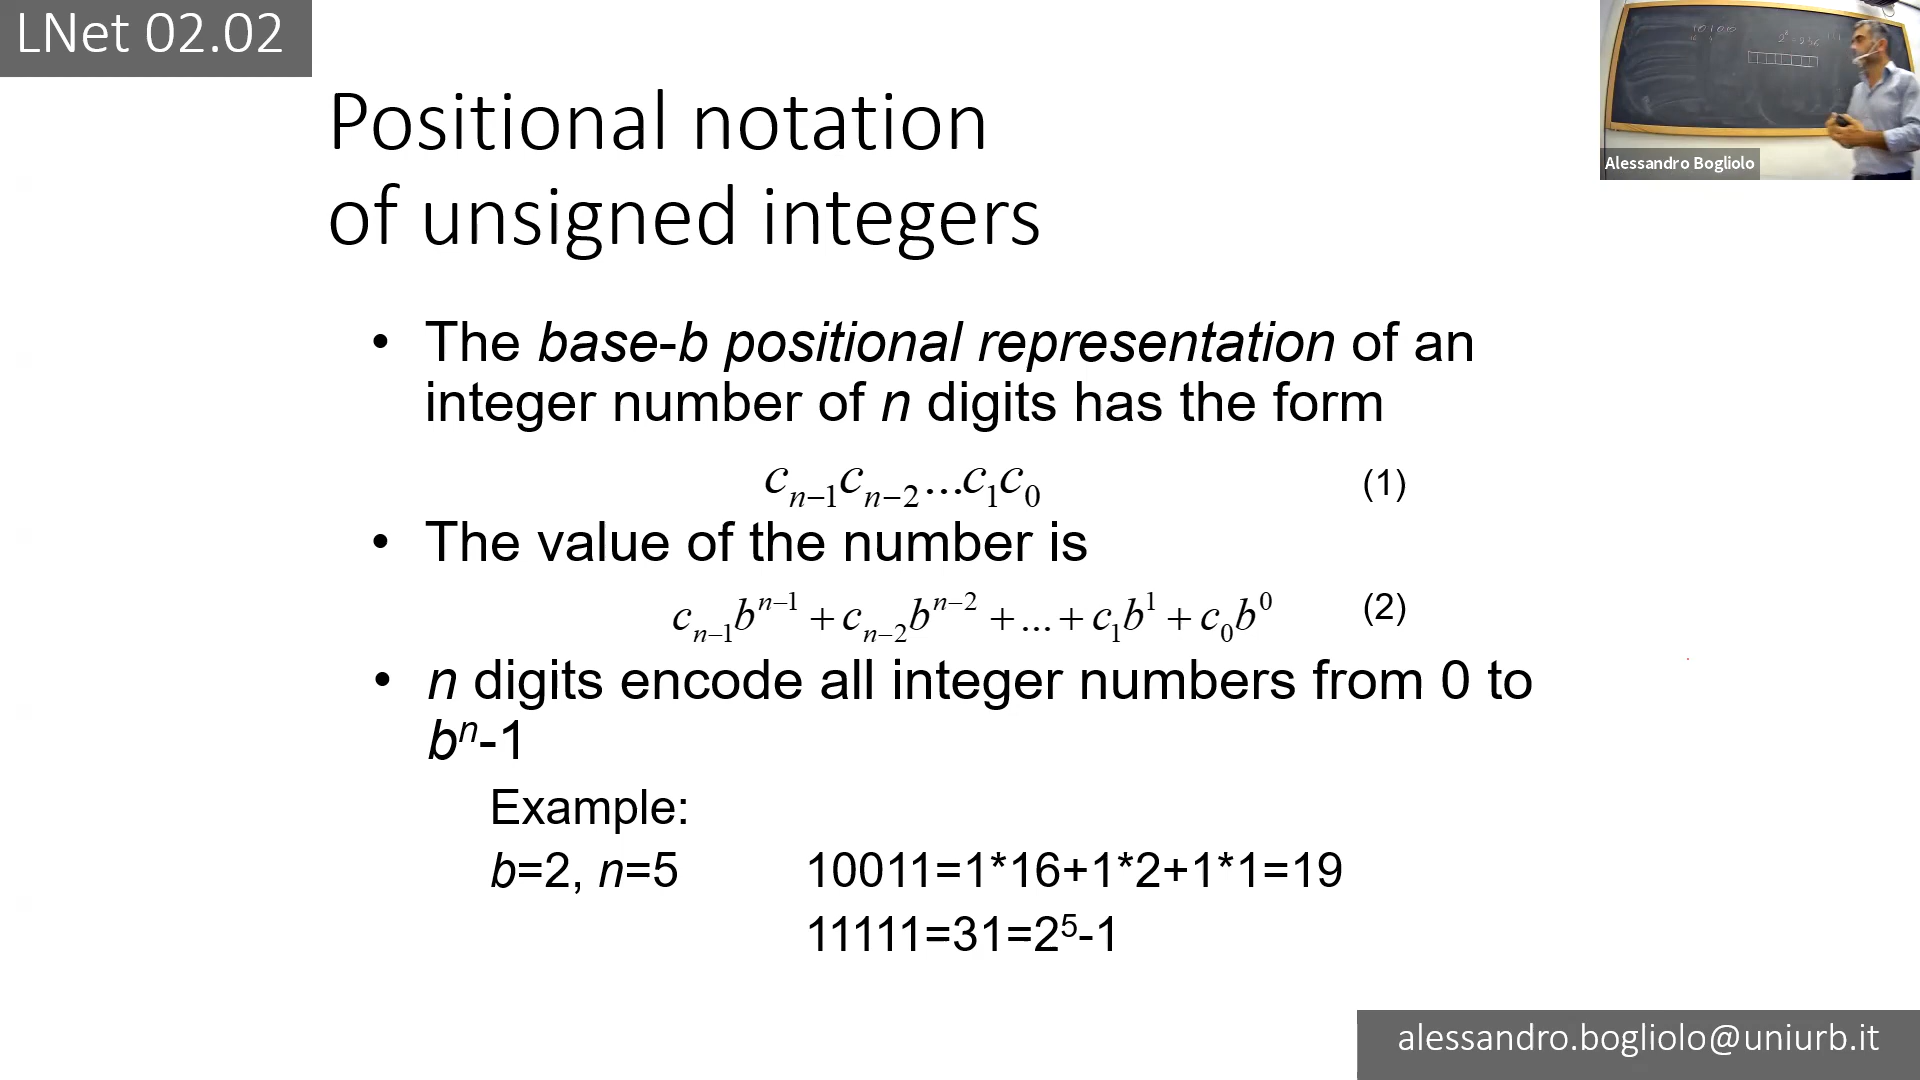 LNet 02.02
Positional notation
of unsigned integers
• The base-b positional representation of an
integer number of n digits has the form
cₙ₋₁cₙ₋₂...c₁c₀ (1)
• The value of the number is
cₙ₋₁bⁿ⁻¹ + cₙ₋₂bⁿ⁻² + ... + c₁b¹ + c₀b⁰ (2)
• n digits encode all integer numbers from 0 to
bⁿ-1
Example:
b=2, n=5 10011=1*16+1*2+1*1=19
11111=31=2⁵-1
Alessandro Bogliolo
alessandro.bogliolo@uniurb.it